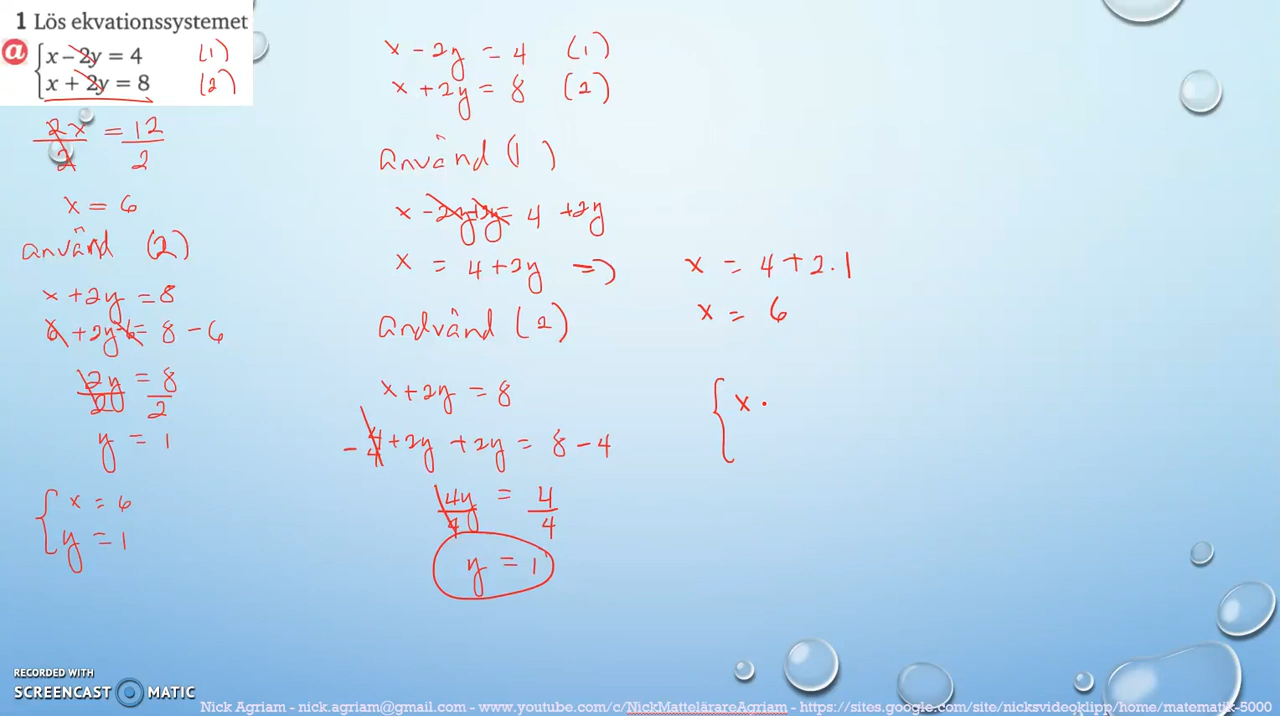 1 Lös ekvationssystemet
a
x − 2y = 4 (1)
x + 2y = 8 (2)
2x/2 = 12/2
x = 6
använd (2)
x + 2y = 8
6 + 2y - 6 = 8 - 6
2y/2 = 8/2
y = 1
{ x = 6
y = 1
x - 2y = 4 (1)
x + 2y = 8 (2)
använd (1)
x - 2y + 2y = 4 + 2y
x = 4 + 2y =>
andvänd (2)
x + 2y = 8
- 4 + 2y + 2y = 8 - 4
4y/4 = 4/4
y = 1
x = 4 + 2·1
x = 6
{ x
RECORDED WITH
SCREENCAST MATIC
Nick Agriam - nick.agriam@gmail.com - www.youtube.com/c/NickMattelärareAgriam - https://sites.google.com/site/nicksvideoklipp/home/matematik-5000